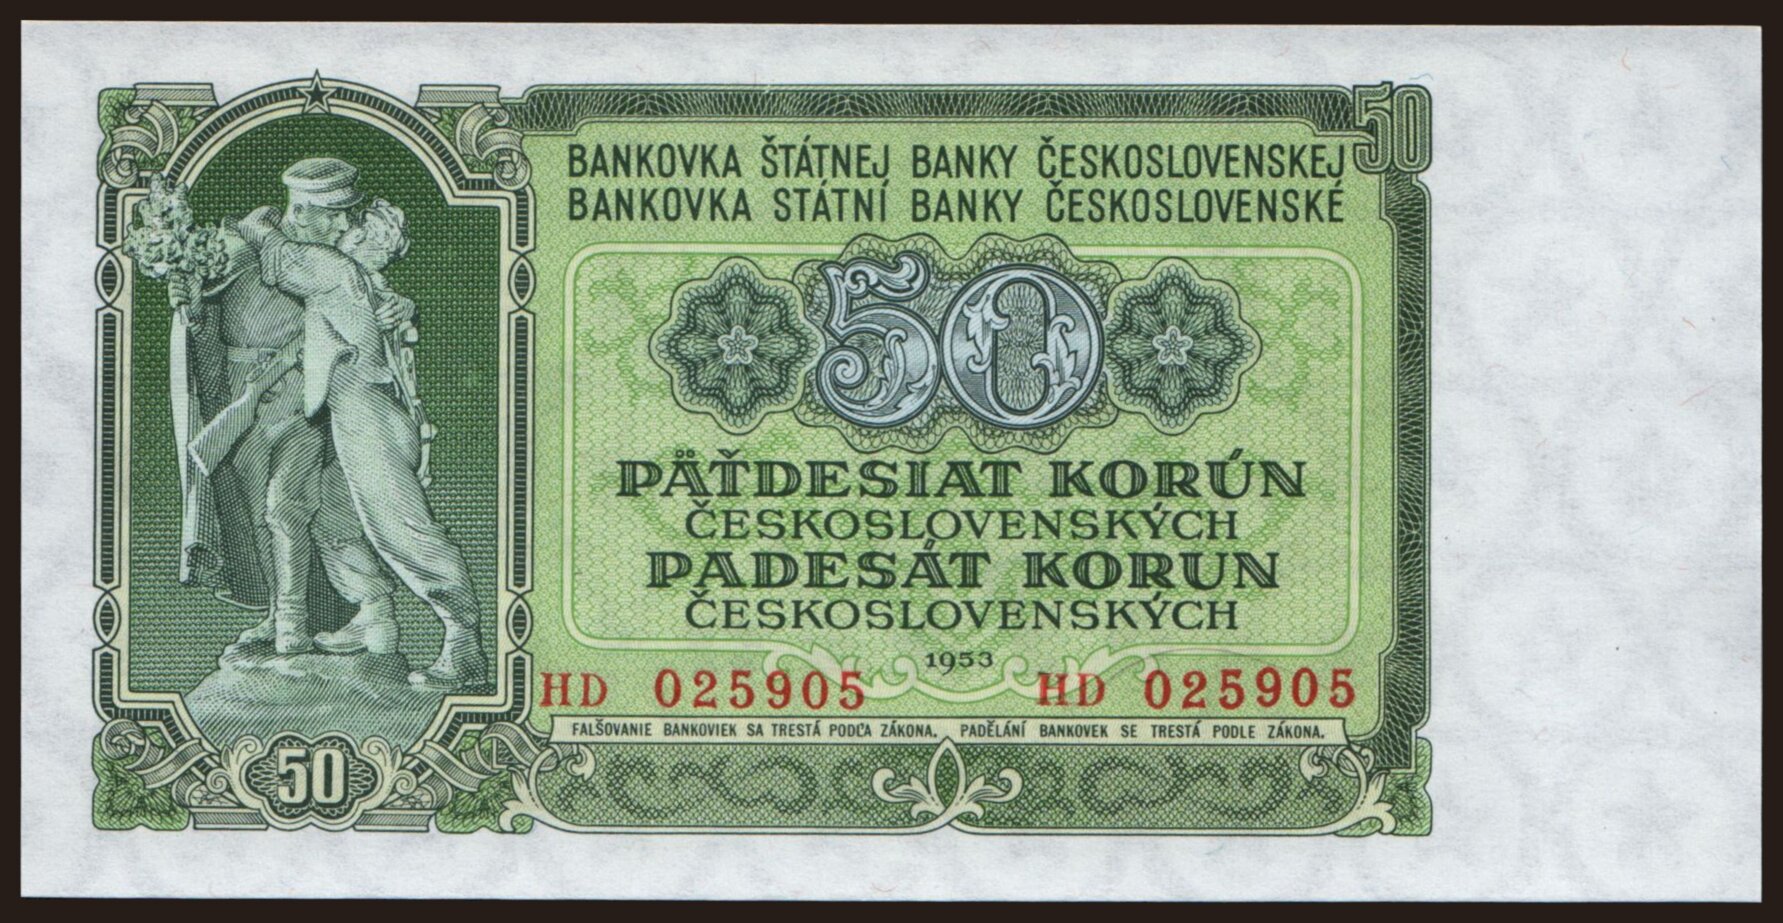 50
BANKOVKA ŠTÁTNEJ BANKY ČESKOSLOVENSKEJ
BANKOVKA STÁTNÍ BANKY ČESKOSLOVENSKÉ
50
PÄŤDESIAT KORÚN
ČESKOSLOVENSKÝCH
PADESÁT KORUN
ČESKOSLOVENSKÝCH
1953
HD 025905 HD 025905
FALŠOVANIE BANKOVIEK SA TRESTÁ PODĽA ZÁKONA. PADĚLÁNÍ BANKOVEK SE TRESTÁ PODLE ZÁKONA.
50